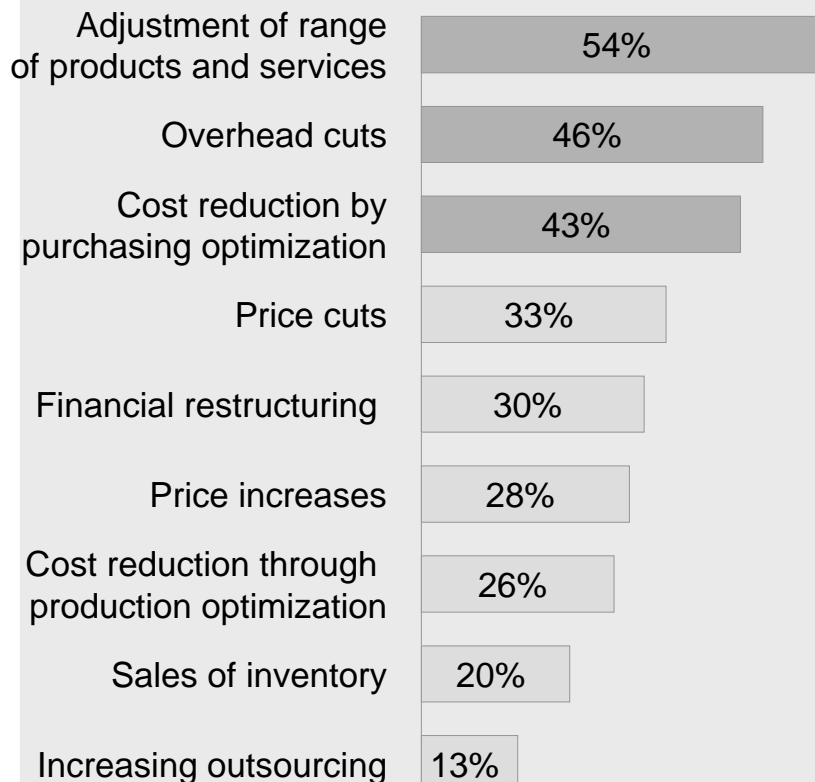 Adjustment of range
of products and services
54%
Overhead cuts
46%
Cost reduction by
purchasing optimization
43%
Price cuts
33%
Financial restructuring
30%
Price increases
28%
Cost reduction through
production optimization
26%
Sales of inventory
20%
Increasing outsourcing
13%